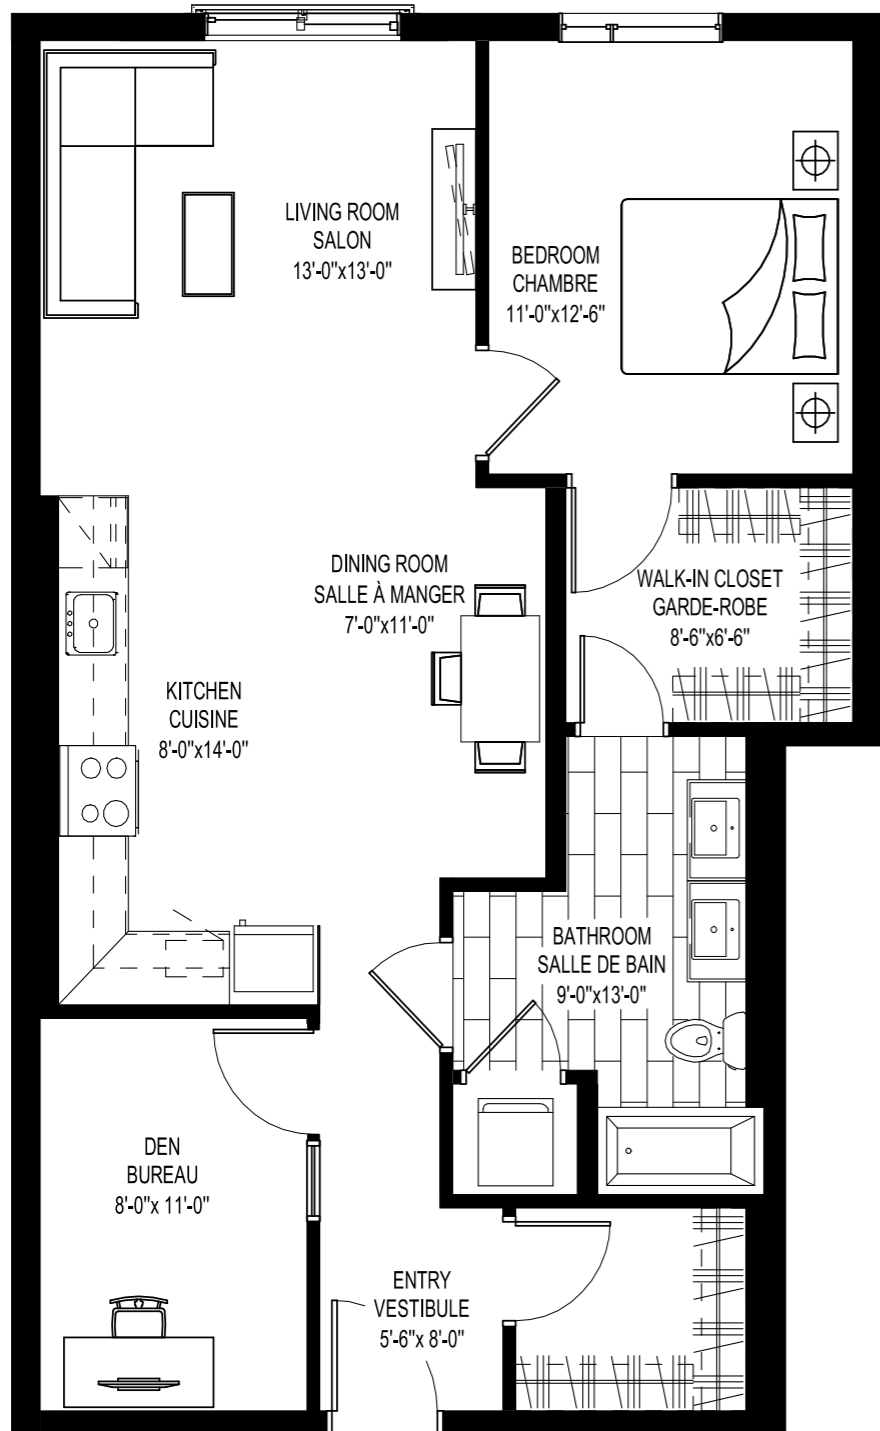 LIVING ROOM
SALON
13'-0"x13'-0"
BEDROOM
CHAMBRE
11'-0"x12'-6"
DINING ROOM
SALLE À MANGER
7'-0"x11'-0"
WALK-IN CLOSET
GARDE-ROBE
8'-6"x6'-6"
KITCHEN
CUISINE
8'-0"x14'-0"
BATHROOM
SALLE DE BAIN
9'-0"x13'-0"
DEN
BUREAU
8'-0"x 11'-0"
ENTRY
VESTIBULE
5'-6"x 8'-0"